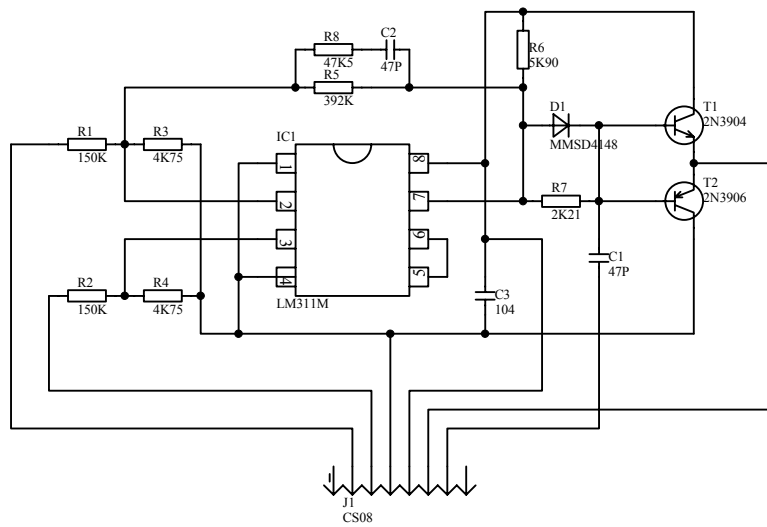 R8
47K5
C2
47P
R5
392K
R6
5K90
R1
150K
R3
4K75
IC1
1
2
3
4
8
7
6
5
LM311M
D1
MMSD4148
T1
2N3904
R7
2K21
T2
2N3906
R2
150K
R4
4K75
C3
104
C1
47P
J1
CS08